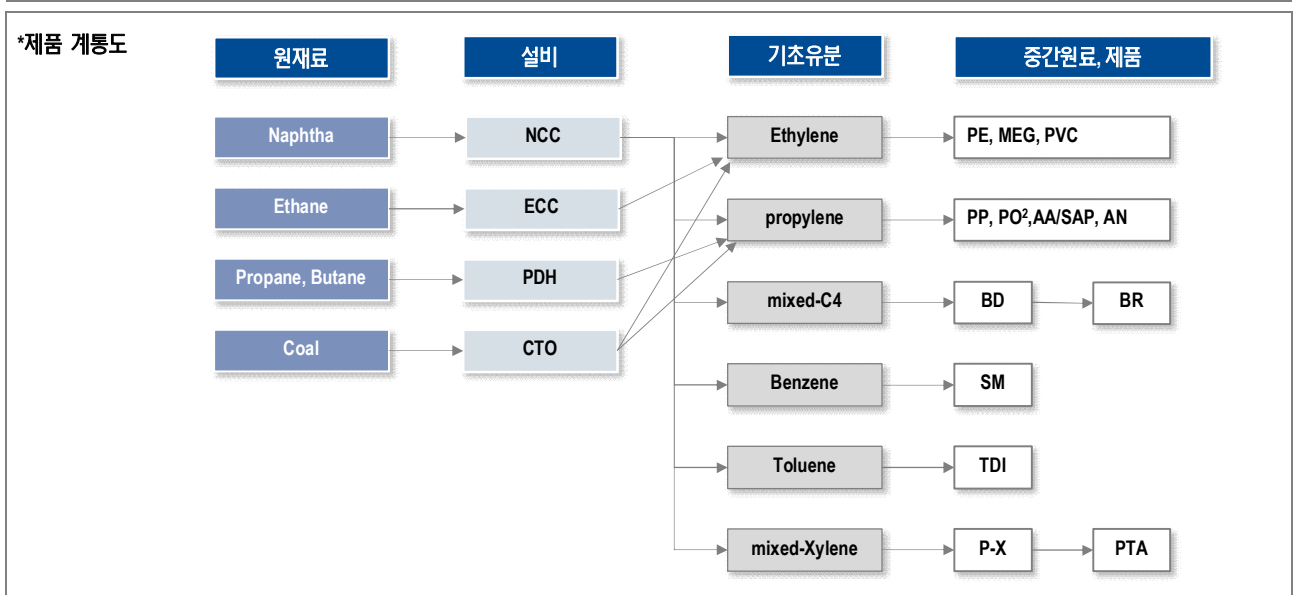 *제품 계통도
원재료 설비 기초유분 중간원료, 제품
Naphtha NCC Ethylene PE, MEG, PVC
Ethane ECC propylene PP, PO²,AA/SAP, AN
Propane, Butane PDH mixed-C4 BD BR
Coal CTO Benzene SM
Toluene TDI
mixed-Xylene P-X PTA